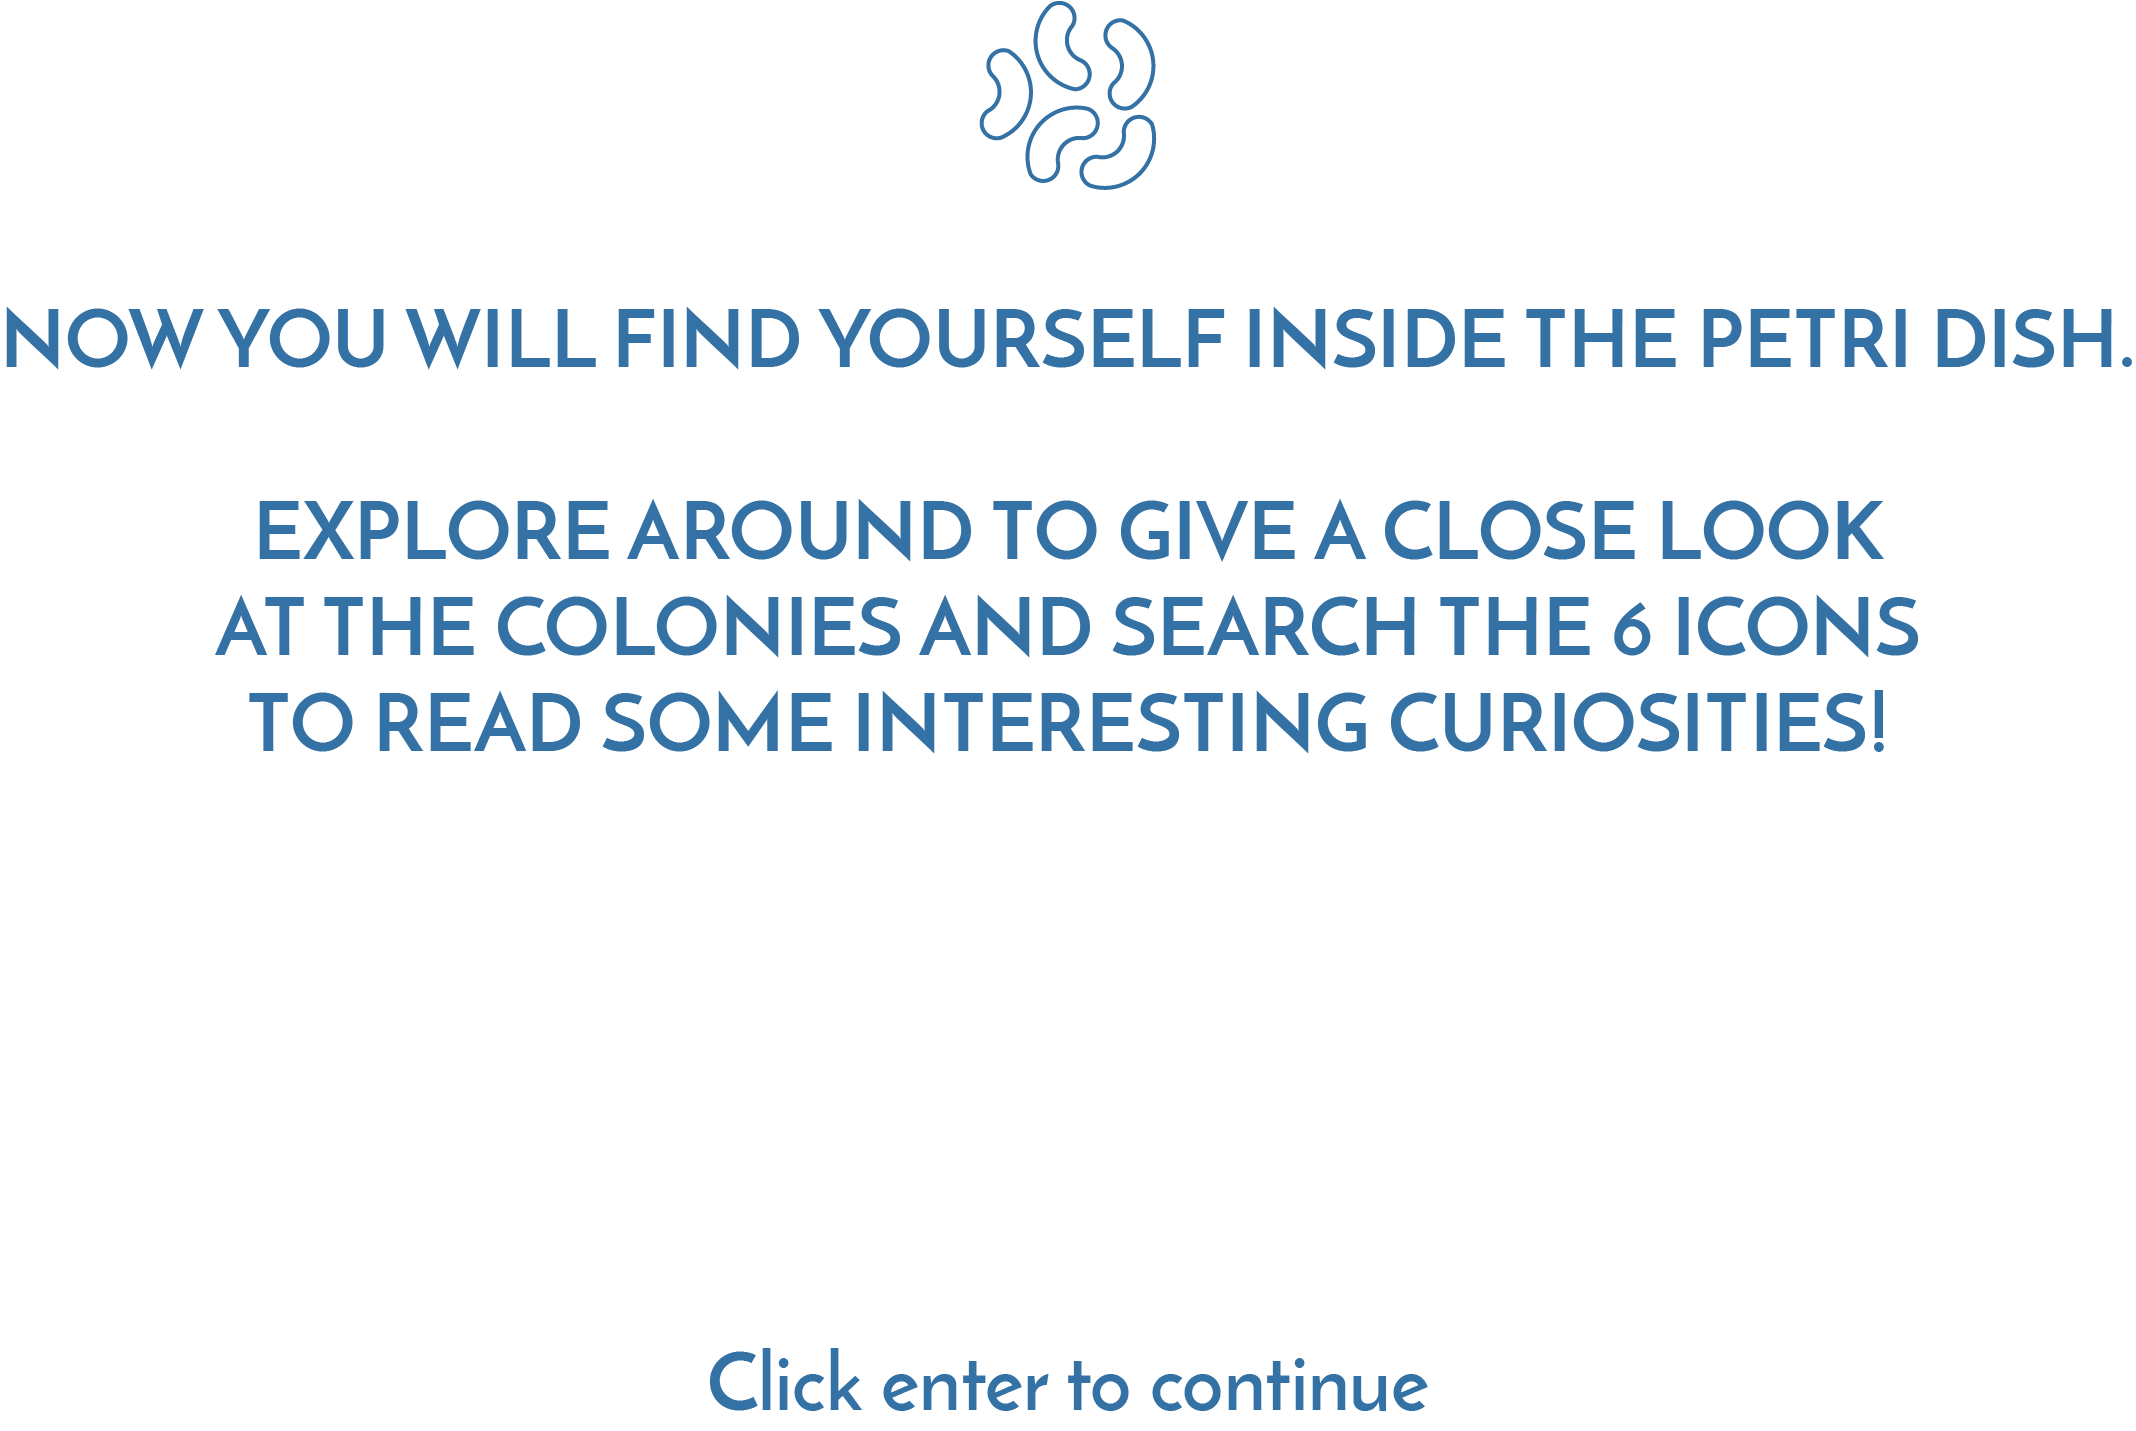 NOW YOU WILL FIND YOURSELF INSIDE THE PETRI DISH.
EXPLORE AROUND TO GIVE A CLOSE LOOK
AT THE COLONIES AND SEARCH THE 6 ICONS
TO READ SOME INTERESTING CURIOSITIES!
Click enter to continue